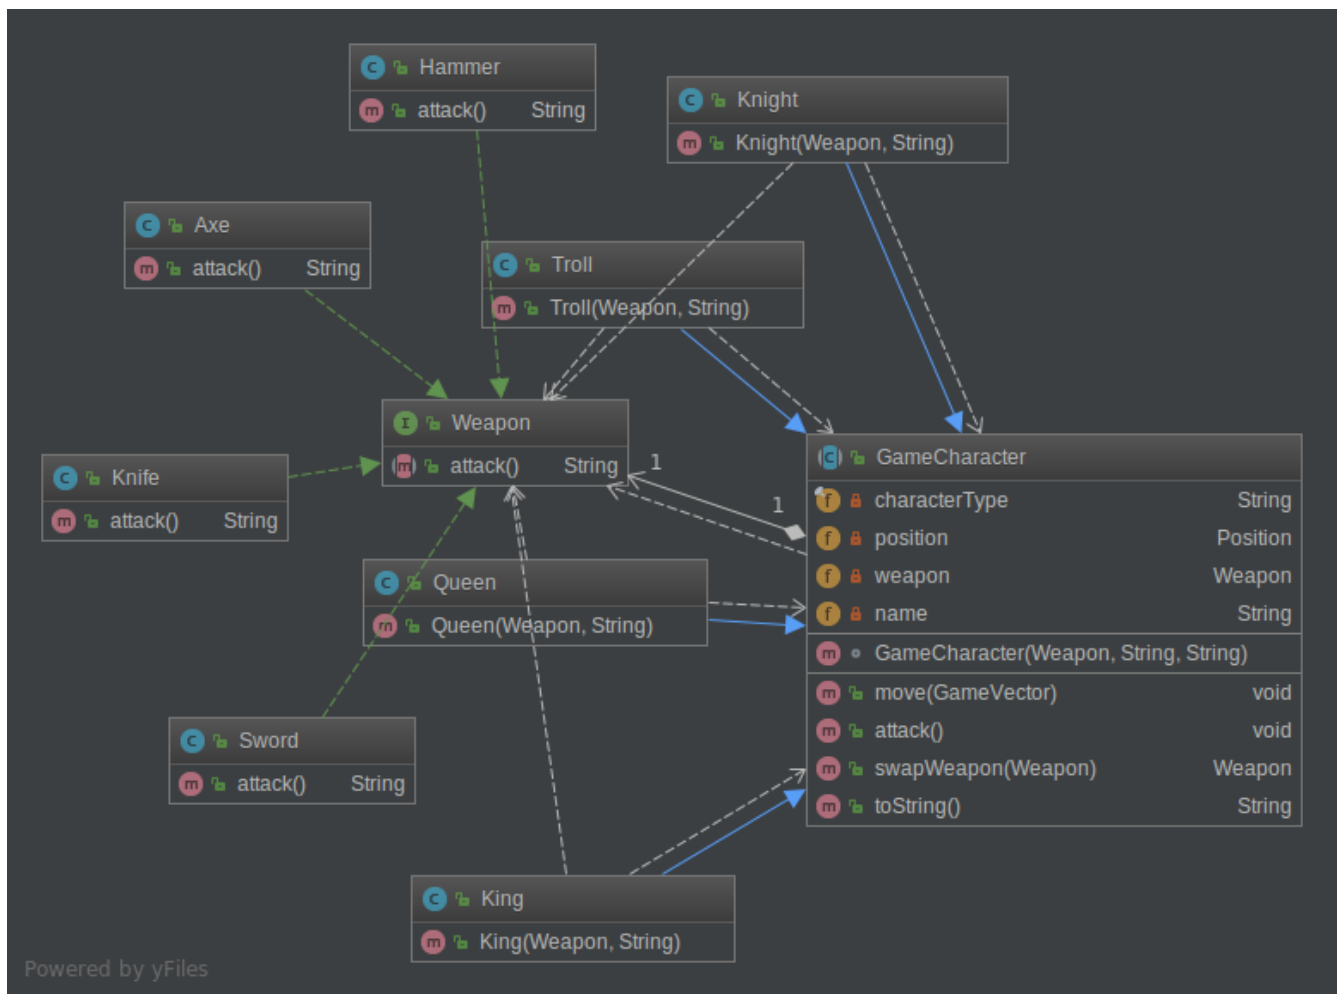 Hammer
attack() String
Knight
Knight(Weapon, String)
Axe
attack() String
Troll
Troll(Weapon, String)
Weapon
attack() String
1
1
GameCharacter
characterType String
position Position
weapon Weapon
name String
GameCharacter(Weapon, String, String)
move(GameVector) void
attack() void
swapWeapon(Weapon) Weapon
toString() String
Knife
attack() String
Queen
Queen(Weapon, String)
Sword
attack() String
King
King(Weapon, String)
Powered by yFiles